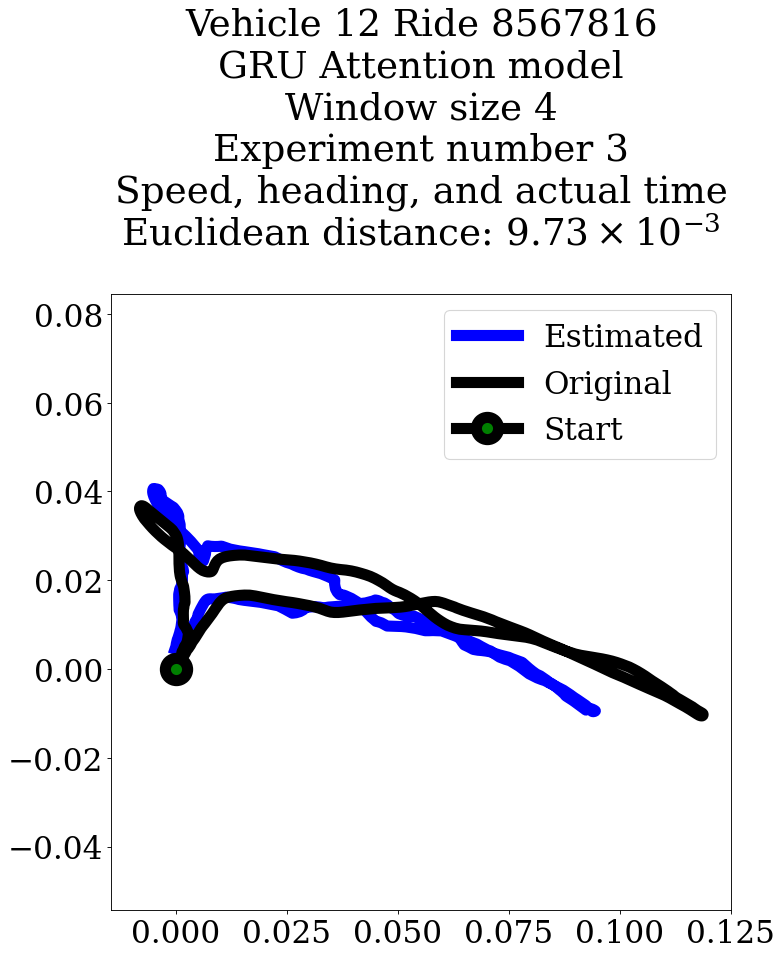 Vehicle 12 Ride 8567816
GRU Attention model
Window size 4
Experiment number 3
Speed, heading, and actual time
Euclidean distance: 9.73 × 10⁻³
Estimated
Original
Start
0.08
0.06
0.04
0.02
0.00
−0.02
−0.04
0.000 0.025 0.050 0.075 0.100 0.125